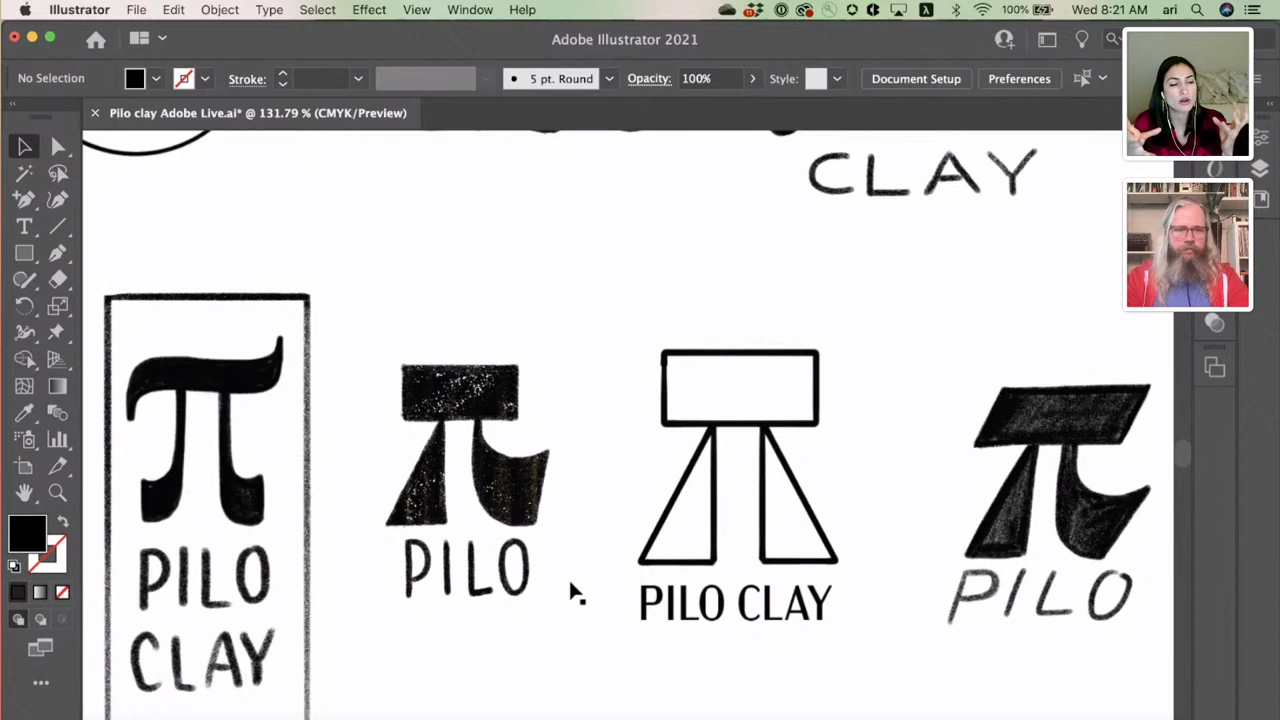 Illustrator File Edit Object Type Select Effect View Window Help 100% Wed 8:21 AM ari
Adobe Illustrator 2021
No Selection Stroke: 5 pt. Round Opacity: 100% Style: Document Setup Preferences
Pilo clay Adobe Live.ai* @ 131.79 % (CMYK/Preview)
CLAY
π
PILO
CLAY
PILO
PILO CLAY
PILO